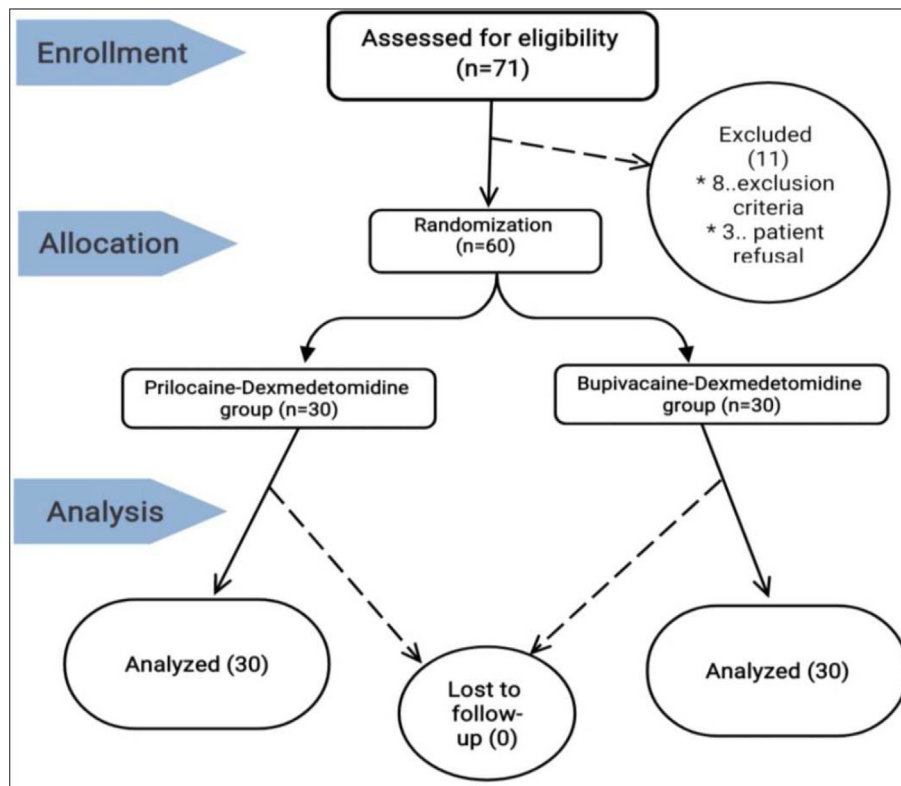 Enrollment
Assessed for eligibility
(n=71)
Excluded
(11)
* 8..exclusion
criteria
* 3.. patient
refusal
Allocation
Randomization
(n=60)
Prilocaine-Dexmedetomidine
group (n=30)
Bupivacaine-Dexmedetomidine
group (n=30)
Analysis
Analyzed (30)
Lost to
follow-
up (0)
Analyzed (30)